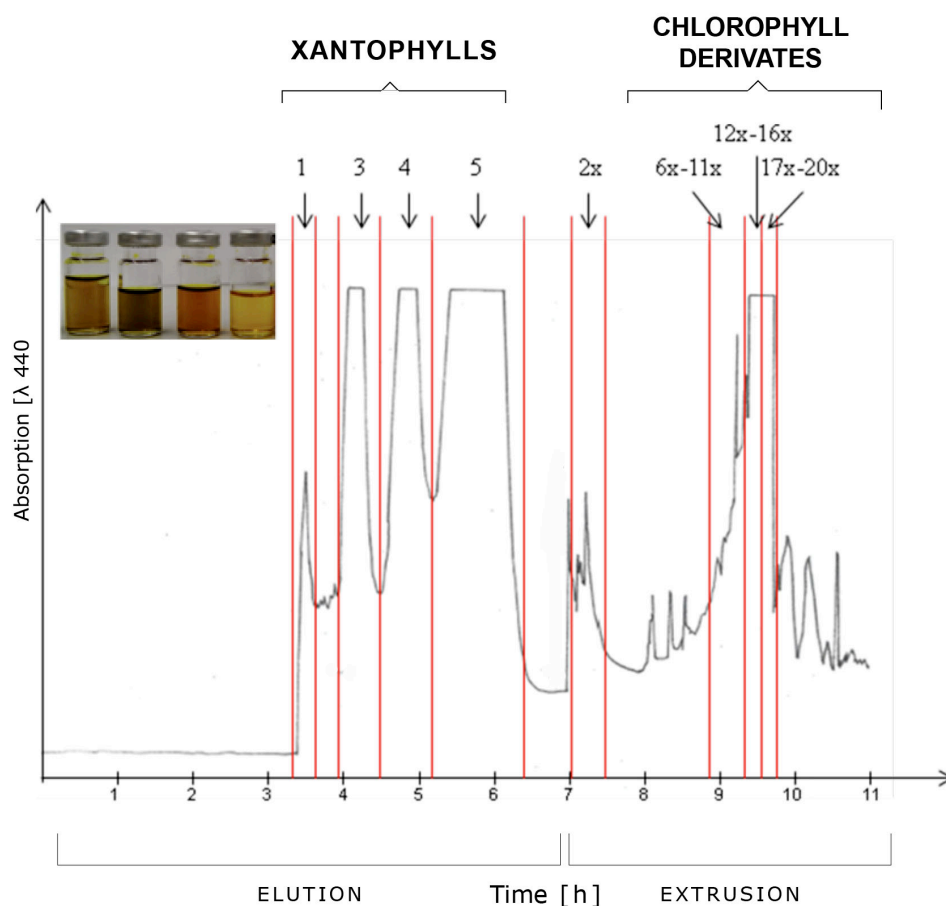 XANTOPHYLLS
CHLOROPHYLL
DERIVATES
12x-16x
1 3 4 5 2x 6x-11x 17x-20x
Absorption [λ 440
1 2 3 4 5 6 7 8 9 10 11
ELUTION Time [h] EXTRUSION